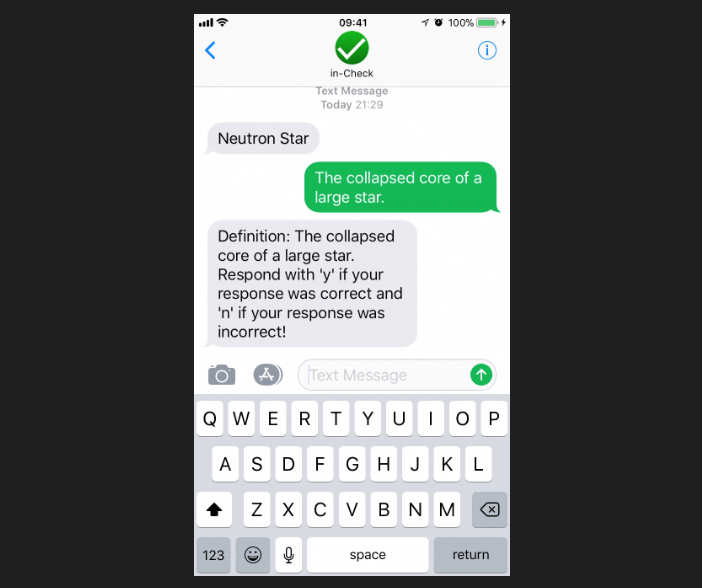 09:41
100%
in-Check
Text Message
Today 21:29
Neutron Star
The collapsed core of a
large star.
Definition: The collapsed
core of a large star.
Respond with 'y' if your
response was correct and
'n' if your response was
incorrect!
Text Message
Q W E R T Y U I O P
A S D F G H J K L
Z X C V B N M
123 space return